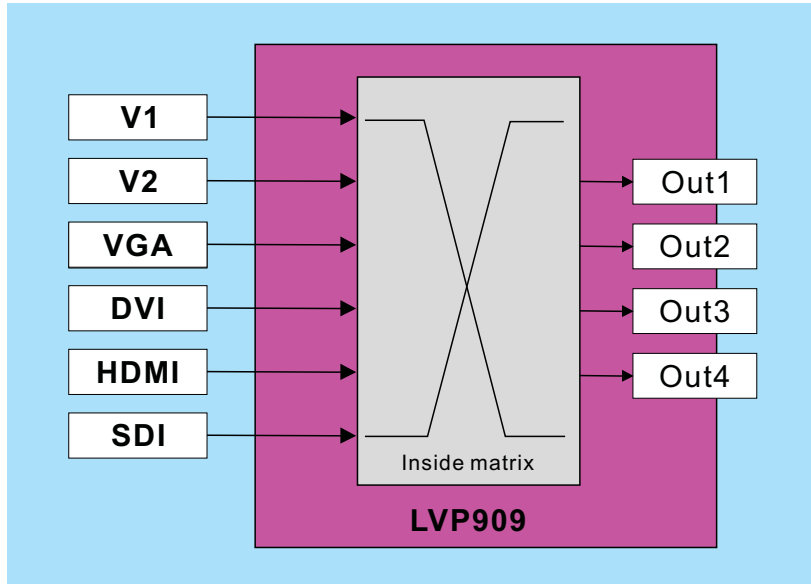 V1
V2
VGA
DVI
HDMI
SDI
Out1
Out2
Out3
Out4
Inside matrix
LVP909